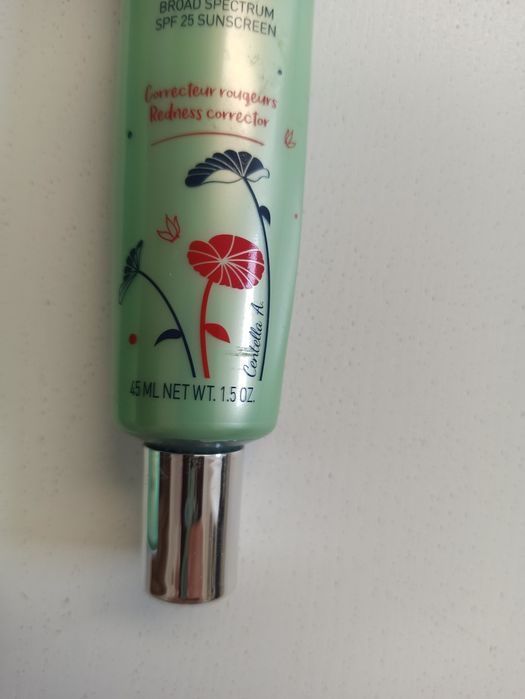 BROAD SPECTRUM
SPF 25 SUNSCREEN
Correcteur rougeurs
Redness corrector
Centella A.
45 ML NET WT. 1.5 OZ.